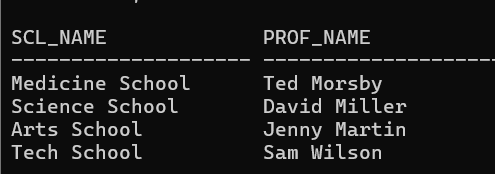 SCL_NAME PROF_NAME
-------------------- --------------------
Medicine School Ted Morsby
Science School David Miller
Arts School Jenny Martin
Tech School Sam Wilson